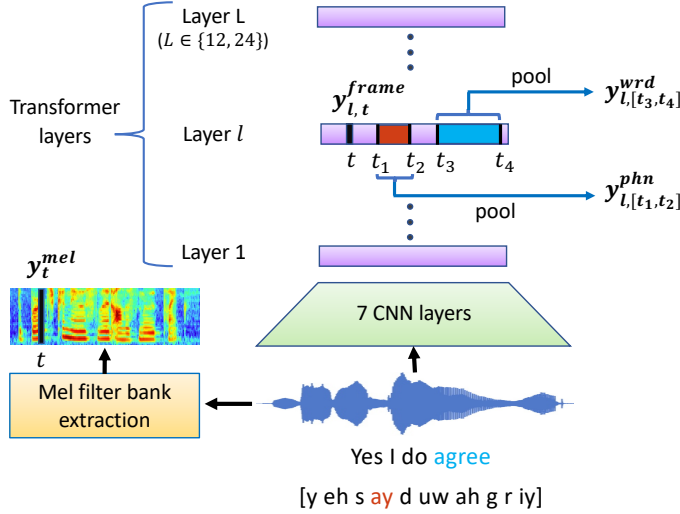 Layer L
(L ∈ {12, 24})
Transformer
layers
y_{l,t}^{frame}
pool
y_{l,[t_3,t_4]}^{wrd}
Layer l
t t_1 t_2 t_3 t_4
pool
y_{l,[t_1,t_2]}^{phn}
Layer 1
y_t^{mel}
7 CNN layers
t
Mel filter bank
extraction
Yes I do agree
[y eh s ay d uw ah g r iy]